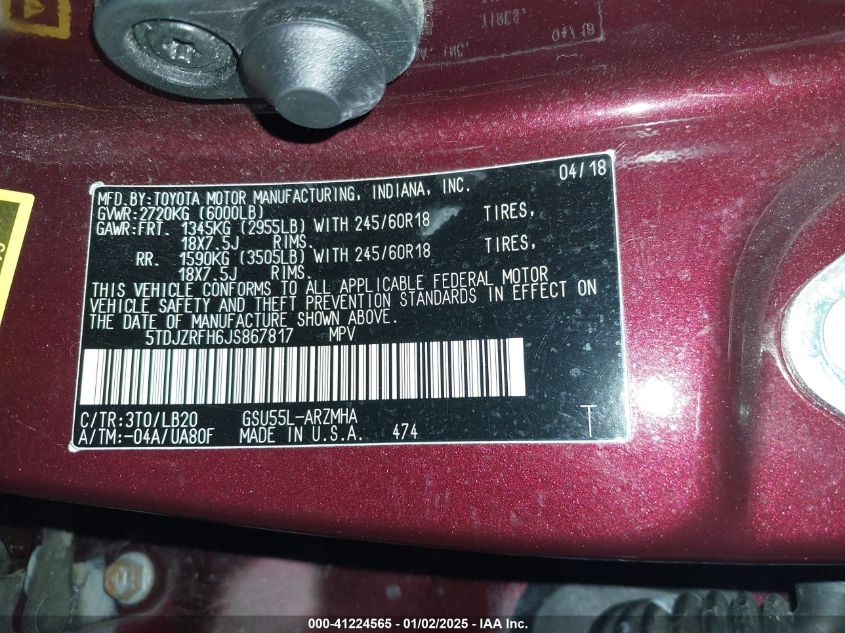 MFD. BY: TOYOTA MOTOR MANUFACTURING, INDIANA, INC. 04/18
GVWR: 2720KG (6000LB)
GAWR: FRT. 1345KG (2955LB) WITH 245/60R18 TIRES,
18X7.5J RIMS.
RR. 1590KG (3505LB) WITH 245/60R18 TIRES,
18X7.5J RIMS.
THIS VEHICLE CONFORMS TO ALL APPLICABLE FEDERAL MOTOR
VEHICLE SAFETY AND THEFT PREVENTION STANDARDS IN EFFECT ON
THE DATE OF MANUFACTURE SHOWN ABOVE.
5TDJZRFH6JS867817 MPV
C/TR: 3T0/LB20 GSU55L-ARZMHA
A/TM: -04A/UA80F MADE IN U.S.A. 474 T
000-41224565 - 01/02/2025 - IAA Inc.